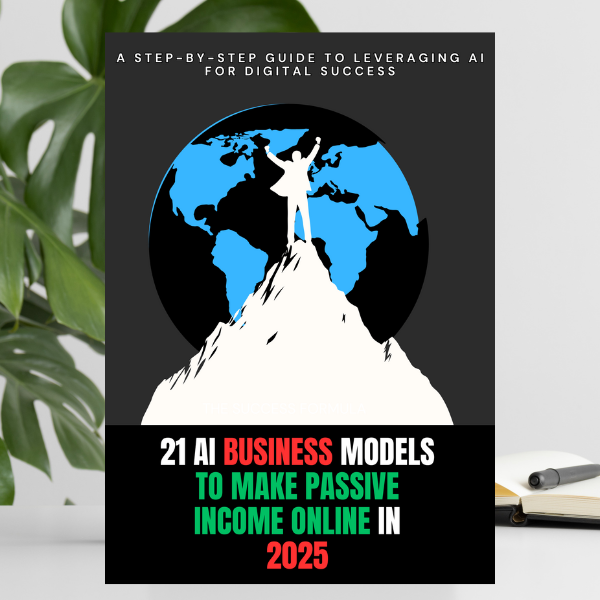 A STEP-BY-STEP GUIDE TO LEVERAGING AI
FOR DIGITAL SUCCESS
21 AI BUSINESS MODELS
TO MAKE PASSIVE
INCOME ONLINE IN
2025